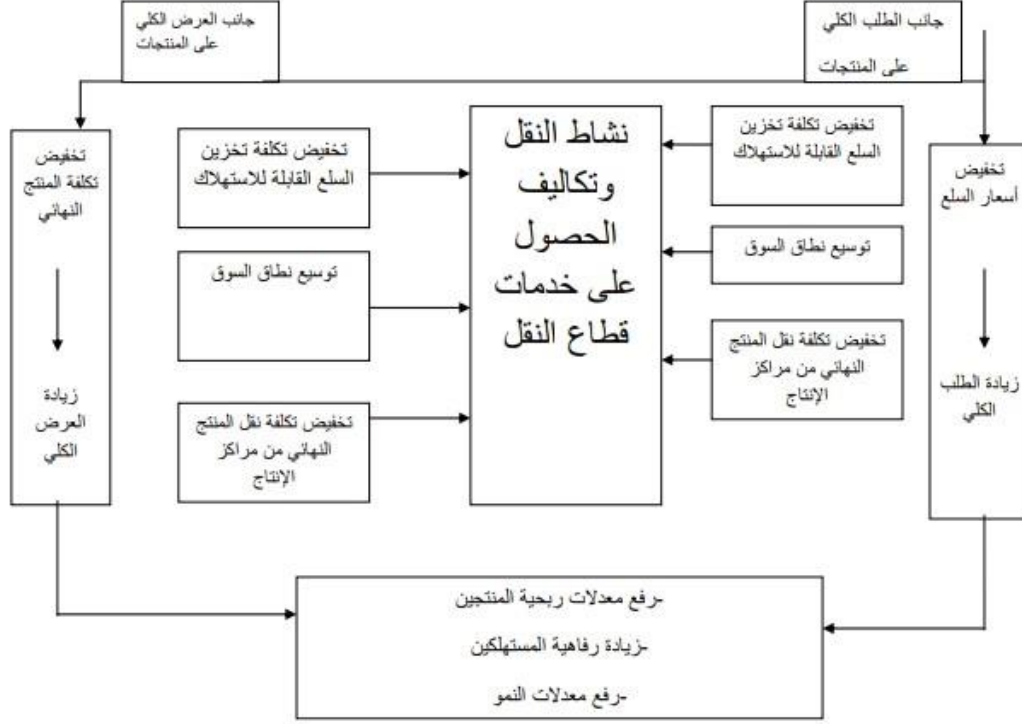 جانب الطلب الكلي
على المنتجات
جانب العرض الكلي
على المنتجات
تخفيض
أسعار السلع
زيادة الطلب
الكلي
تخفيض تكلفة تخزين
السلع القابلة للاستهلاك
توسيع نطاق السوق
تخفيض تكلفة نقل المنتج
النهائي من مراكز
الإنتاج
نشاط النقل
وتكاليف
الحصول
على خدمات
قطاع النقل
تخفيض تكلفة تخزين
السلع القابلة للاستهلاك
توسيع نطاق السوق
تخفيض تكلفة نقل المنتج
النهائي من مراكز
الإنتاج
تخفيض
تكلفة المنتج
النهائي
زيادة
العرض
الكلي
-رفع معدلات ربحية المنتجين
-زيادة رفاهية المستهلكين
-رفع معدلات النمو